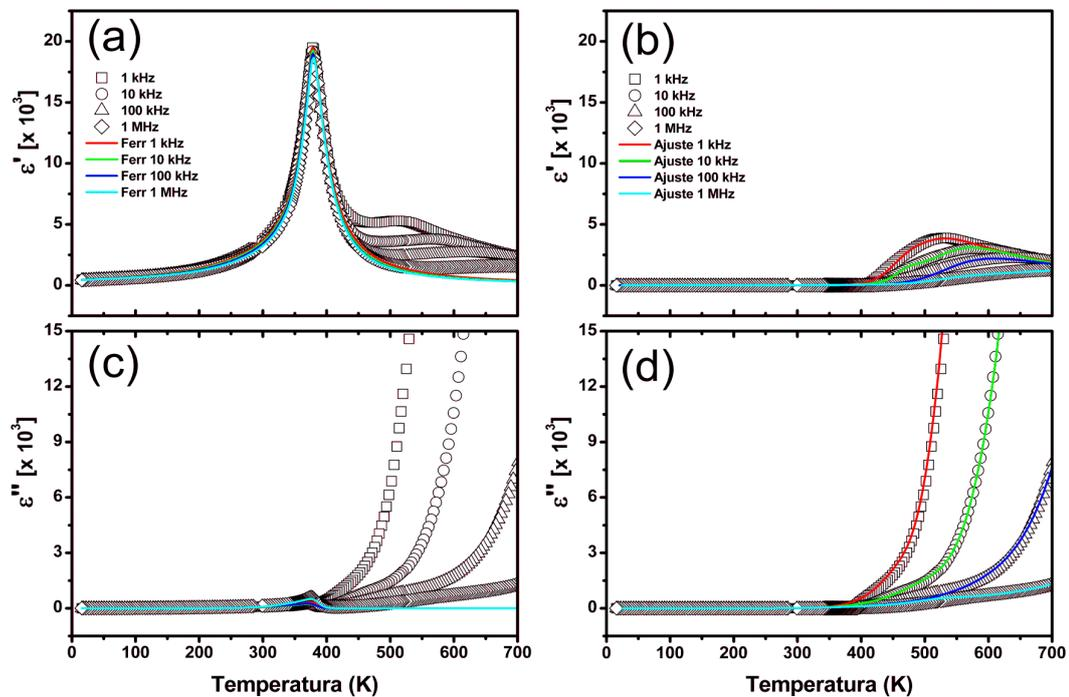 (a)
1 kHz
10 kHz
100 kHz
1 MHz
Ferr 1 kHz
Ferr 10 kHz
Ferr 100 kHz
Ferr 1 MHz
ε' [x 10³]
20
15
10
5
0
(b)
1 kHz
10 kHz
100 kHz
1 MHz
Ajuste 1 kHz
Ajuste 10 kHz
Ajuste 100 kHz
Ajuste 1 MHz
ε' [x 10³]
20
15
10
5
0
(c)
ε'' [x 10³]
15
12
9
6
3
0
0 100 200 300 400 500 600 700
Temperatura (K)
(d)
ε'' [x 10³]
15
12
9
6
3
0
0 100 200 300 400 500 600 700
Temperatura (K)